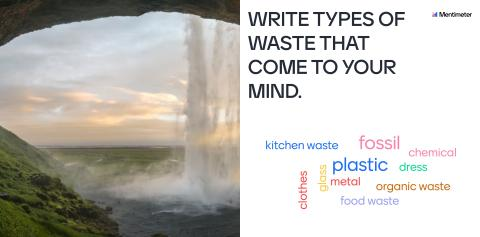 WRITE TYPES OF
WASTE THAT
COME TO YOUR
MIND.
Mentimeter
kitchen waste
fossil
chemical
plastic
dress
glass
metal
clothes
organic waste
food waste